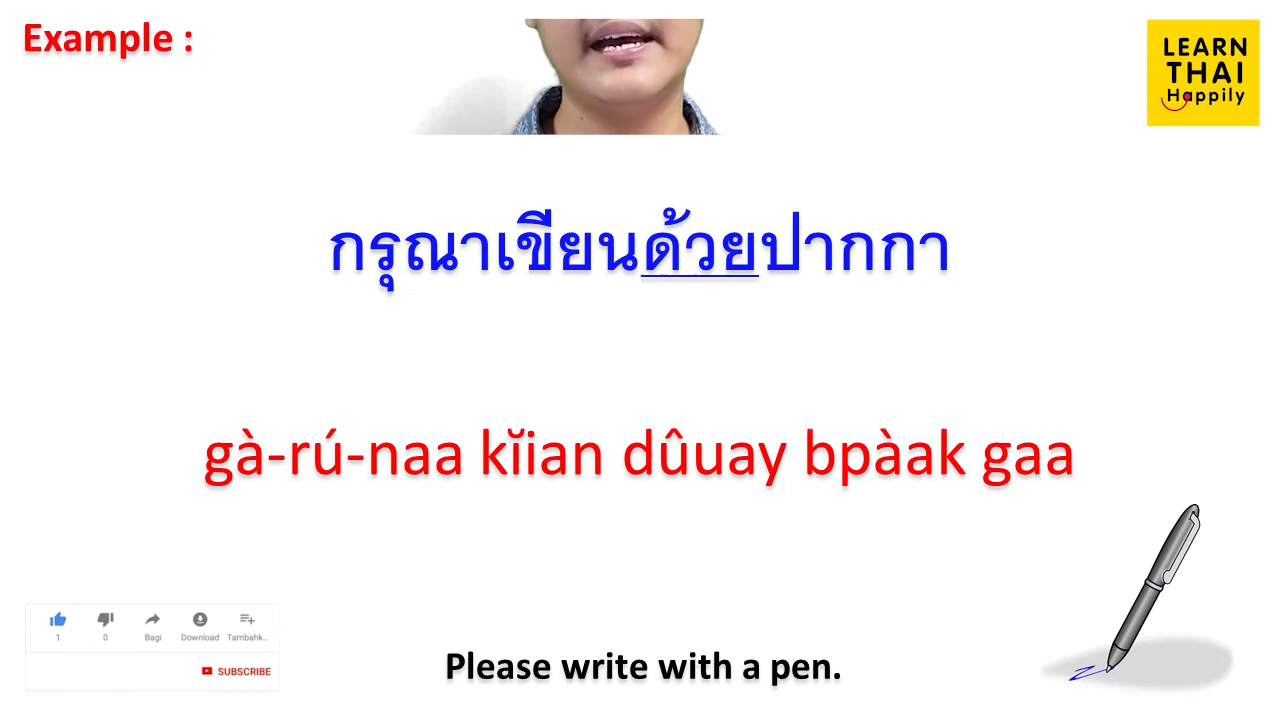 Example :
LEARN
THAI
Happily
กรุณาเขียนด้วยปากกา
gà-rú-naa kĭian dûuay bpàak gaa
1 0 Bagi Download Tambahk...
SUBSCRIBE
Please write with a pen.